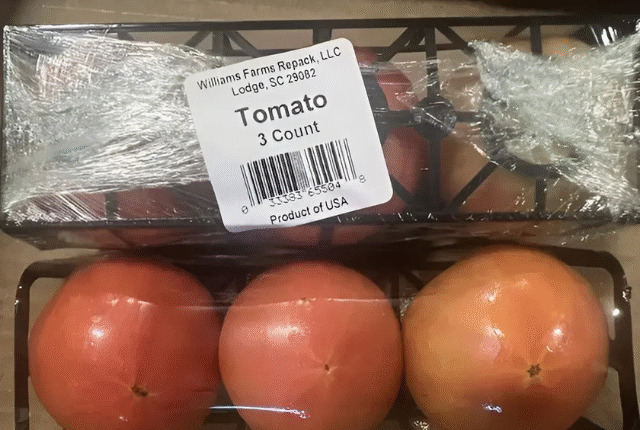 Williams Farms Repack, LLC
Lodge, SC 29082
Tomato
3 Count
0 33383 65504 8
Product of USA